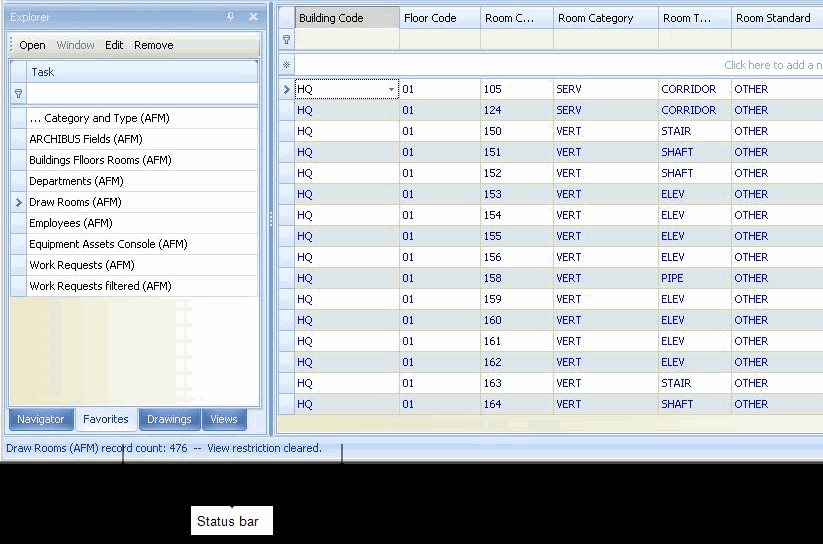 Explorer
Open Window Edit Remove
Task
... Category and Type (AFM)
ARCHIBUS Fields (AFM)
Buildings Flloors Rooms (AFM)
Departments (AFM)
Draw Rooms (AFM)
Employees (AFM)
Equipment Assets Console (AFM)
Work Requests (AFM)
Work Requests filtered (AFM)
Navigator Favorites Drawings Views
Building Code Floor Code Room C... Room Category Room T... Room Standard
Click here to add a n
HQ 01 105 SERV CORRIDOR OTHER
HQ 01 124 SERV CORRIDOR OTHER
HQ 01 150 VERT STAIR OTHER
HQ 01 151 VERT SHAFT OTHER
HQ 01 152 VERT SHAFT OTHER
HQ 01 153 VERT ELEV OTHER
HQ 01 154 VERT ELEV OTHER
HQ 01 155 VERT ELEV OTHER
HQ 01 156 VERT ELEV OTHER
HQ 01 158 VERT PIPE OTHER
HQ 01 159 VERT ELEV OTHER
HQ 01 160 VERT ELEV OTHER
HQ 01 161 VERT ELEV OTHER
HQ 01 162 VERT ELEV OTHER
HQ 01 163 VERT STAIR OTHER
HQ 01 164 VERT SHAFT OTHER
Draw Rooms (AFM) record count: 476 -- View restriction cleared.
Status bar